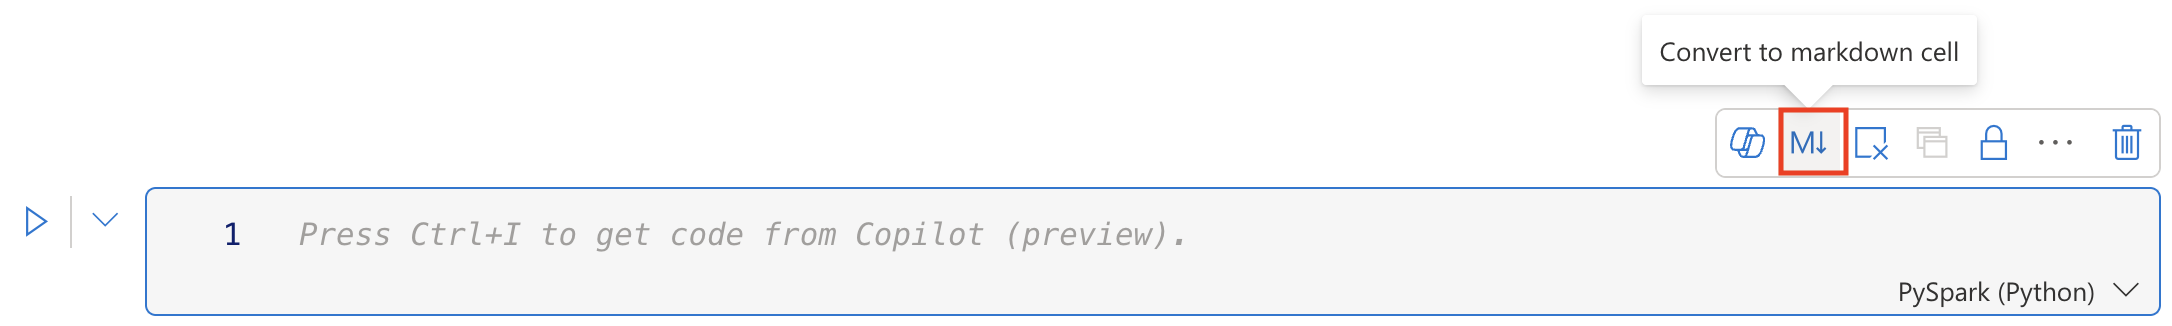 Convert to markdown cell
M↓
1 Press Ctrl+I to get code from Copilot (preview).
PySpark (Python)